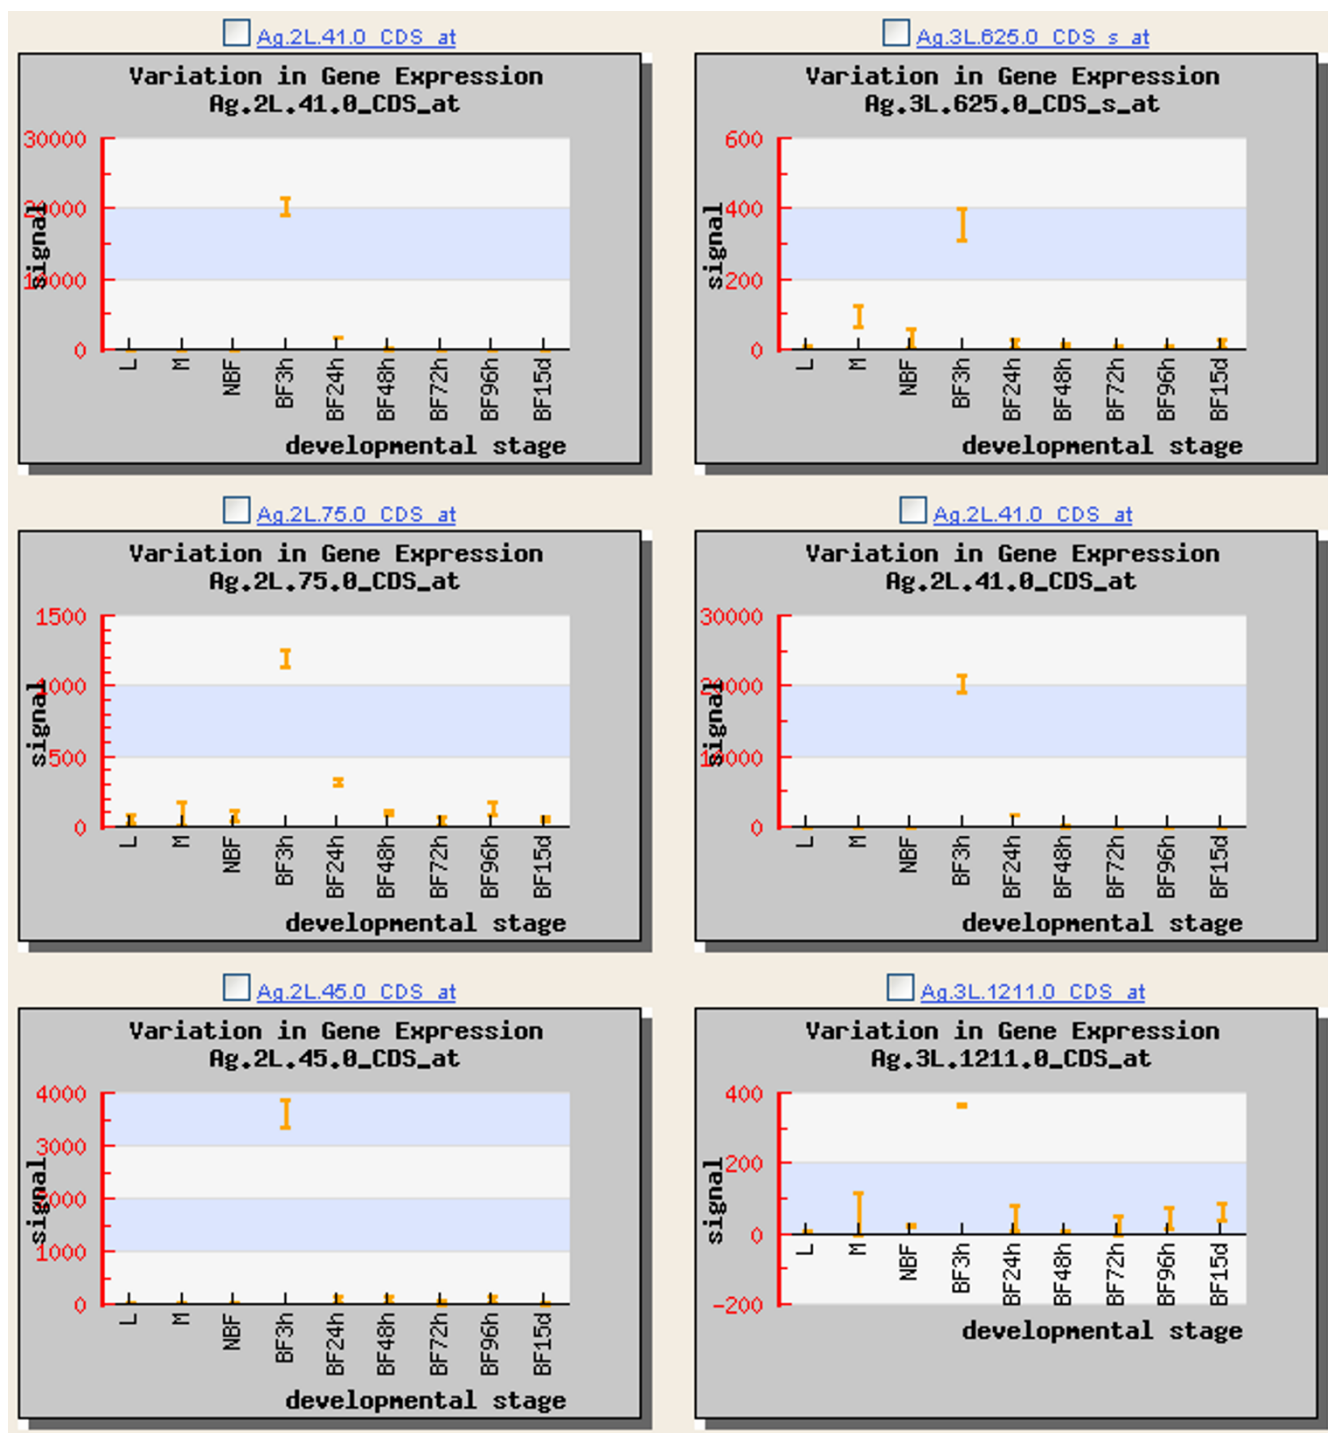 Ag.2L.41.0_CDS_at
Variation in Gene Expression
Ag.2L.41.0_CDS_at
30000
20000
10000
0
signal
L
M
NBF
BF3h
BF24h
BF48h
BF72h
BF96h
BF15d
developmental stage
Ag.3L.625.0_CDS_s_at
Variation in Gene Expression
Ag.3L.625.0_CDS_s_at
600
400
200
0
signal
L
M
NBF
BF3h
BF24h
BF48h
BF72h
BF96h
BF15d
developmental stage
Ag.2L.75.0_CDS_at
Variation in Gene Expression
Ag.2L.75.0_CDS_at
1500
1000
500
0
signal
L
M
NBF
BF3h
BF24h
BF48h
BF72h
BF96h
BF15d
developmental stage
Ag.2L.41.0_CDS_at
Variation in Gene Expression
Ag.2L.41.0_CDS_at
30000
20000
10000
0
signal
L
M
NBF
BF3h
BF24h
BF48h
BF72h
BF96h
BF15d
developmental stage
Ag.2L.45.0_CDS_at
Variation in Gene Expression
Ag.2L.45.0_CDS_at
4000
3000
2000
1000
0
signal
L
M
NBF
BF3h
BF24h
BF48h
BF72h
BF96h
BF15d
developmental stage
Ag.3L.1211.0_CDS_at
Variation in Gene Expression
Ag.3L.1211.0_CDS_at
400
200
0
-200
signal
L
M
NBF
BF3h
BF24h
BF48h
BF72h
BF96h
BF15d
developmental stage